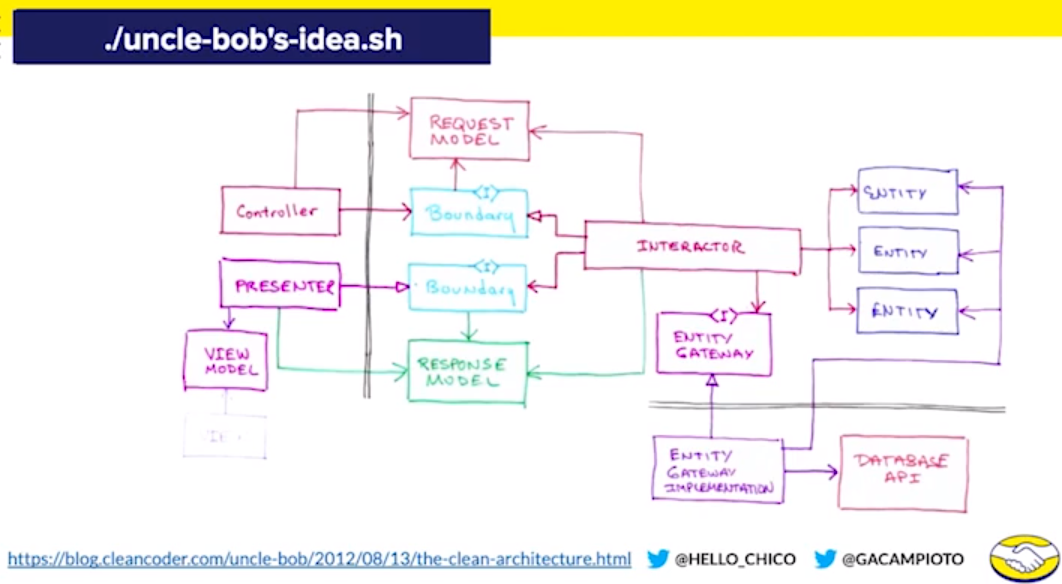 ./uncle-bob's-idea.sh
REQUEST
MODEL
Controller
<I>
Boundary
INTERACTOR
ENTITY
ENTITY
ENTITY
PRESENTER
<I>
Boundary
VIEW
MODEL
VIEW
RESPONSE
MODEL
<I>
ENTITY
GATEWAY
ENTITY
GATEWAY
IMPLEMENTATION
DATABASE
API
https://blog.cleancoder.com/uncle-bob/2012/08/13/the-clean-architecture.html
@HELLO_CHICO
@GACAMPIOTO